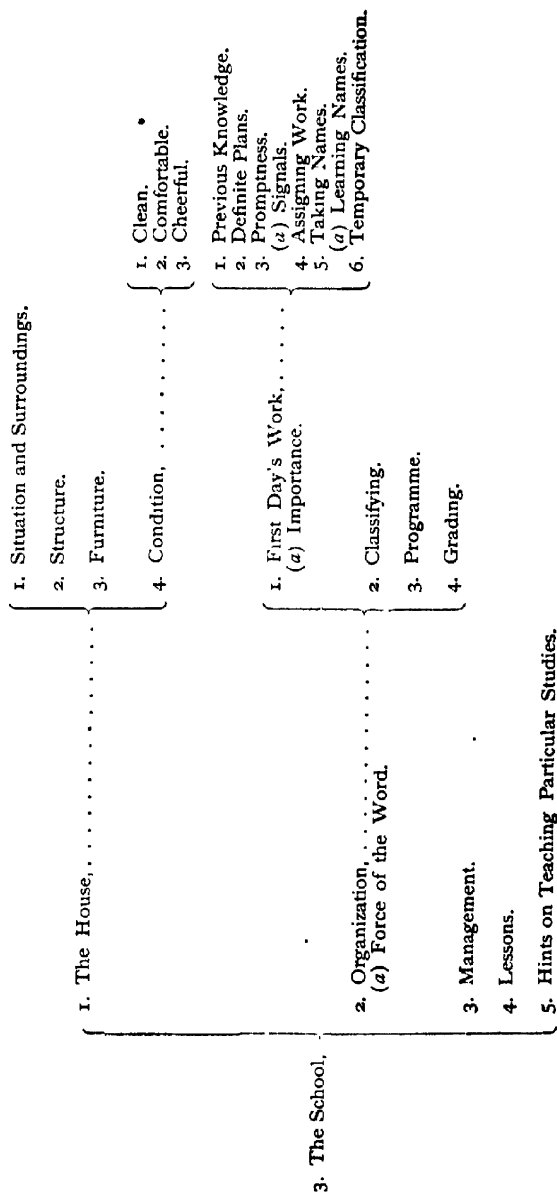 3. The School,
1. The House, . . . . . . . . . . . . . . . . . . .
1. Situation and Surroundings.
2. Structure.
3. Furniture.
4. Condition, . . . . . . . .
1. Clean.
2. Comfortable.
3. Cheerful.
2. Organization, . . . . . . . . . . . . . . . . . .
(a) Force of the Word.
1. First Day's Work, . . . . .
(a) Importance.
1. Previous Knowledge.
2. Definite Plans.
3. Promptness.
(a) Signals.
4. Assigning Work.
5. Taking Names.
(a) Learning Names.
6. Temporary Classification.
2. Classifying.
3. Programme.
4. Grading.
3. Management.
4. Lessons.
5. Hints on Teaching Particular Studies.